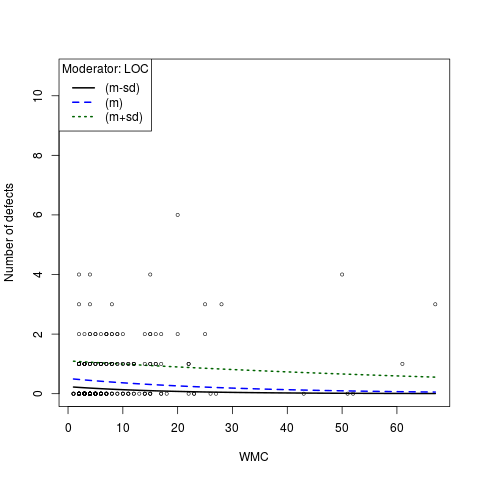 Moderator: LOC
(m-sd)
(m)
(m+sd)
Number of defects
10
8
6
4
2
0
0 10 20 30 40 50 60
WMC